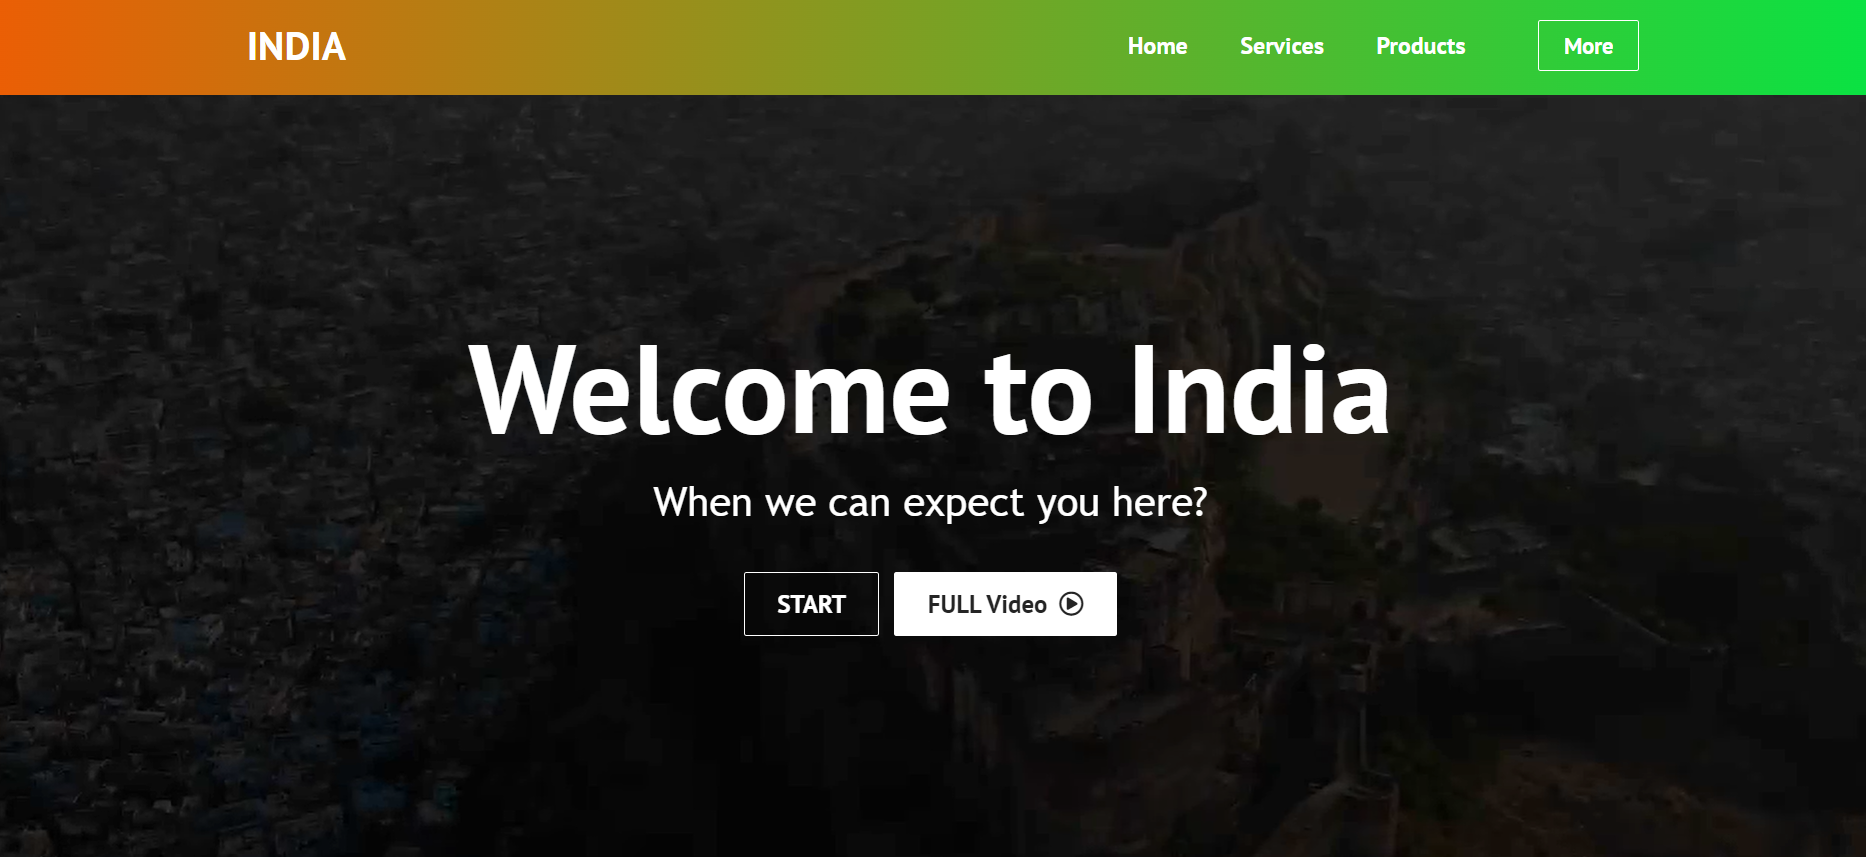 INDIA
Home Services Products More
Welcome to India
When we can expect you here?
START FULL Video